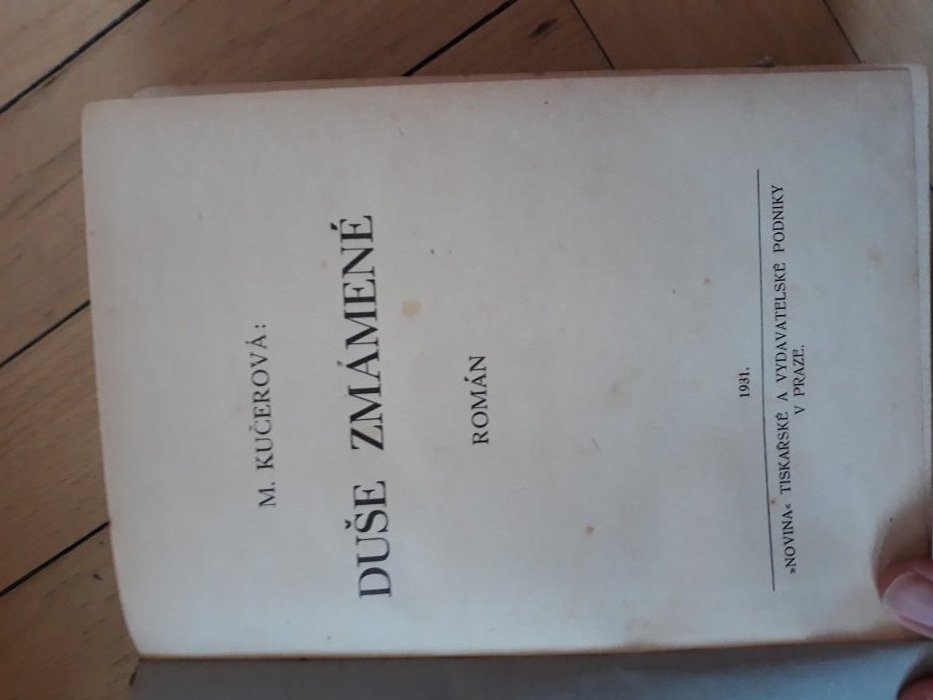 M. KUČEROVÁ:
DUŠE ZMÁMENÉ
ROMÁN
1931.
»NOVINA« TISKAŘSKÉ A VYDAVATELSKÉ PODNIKY
V PRAZE.